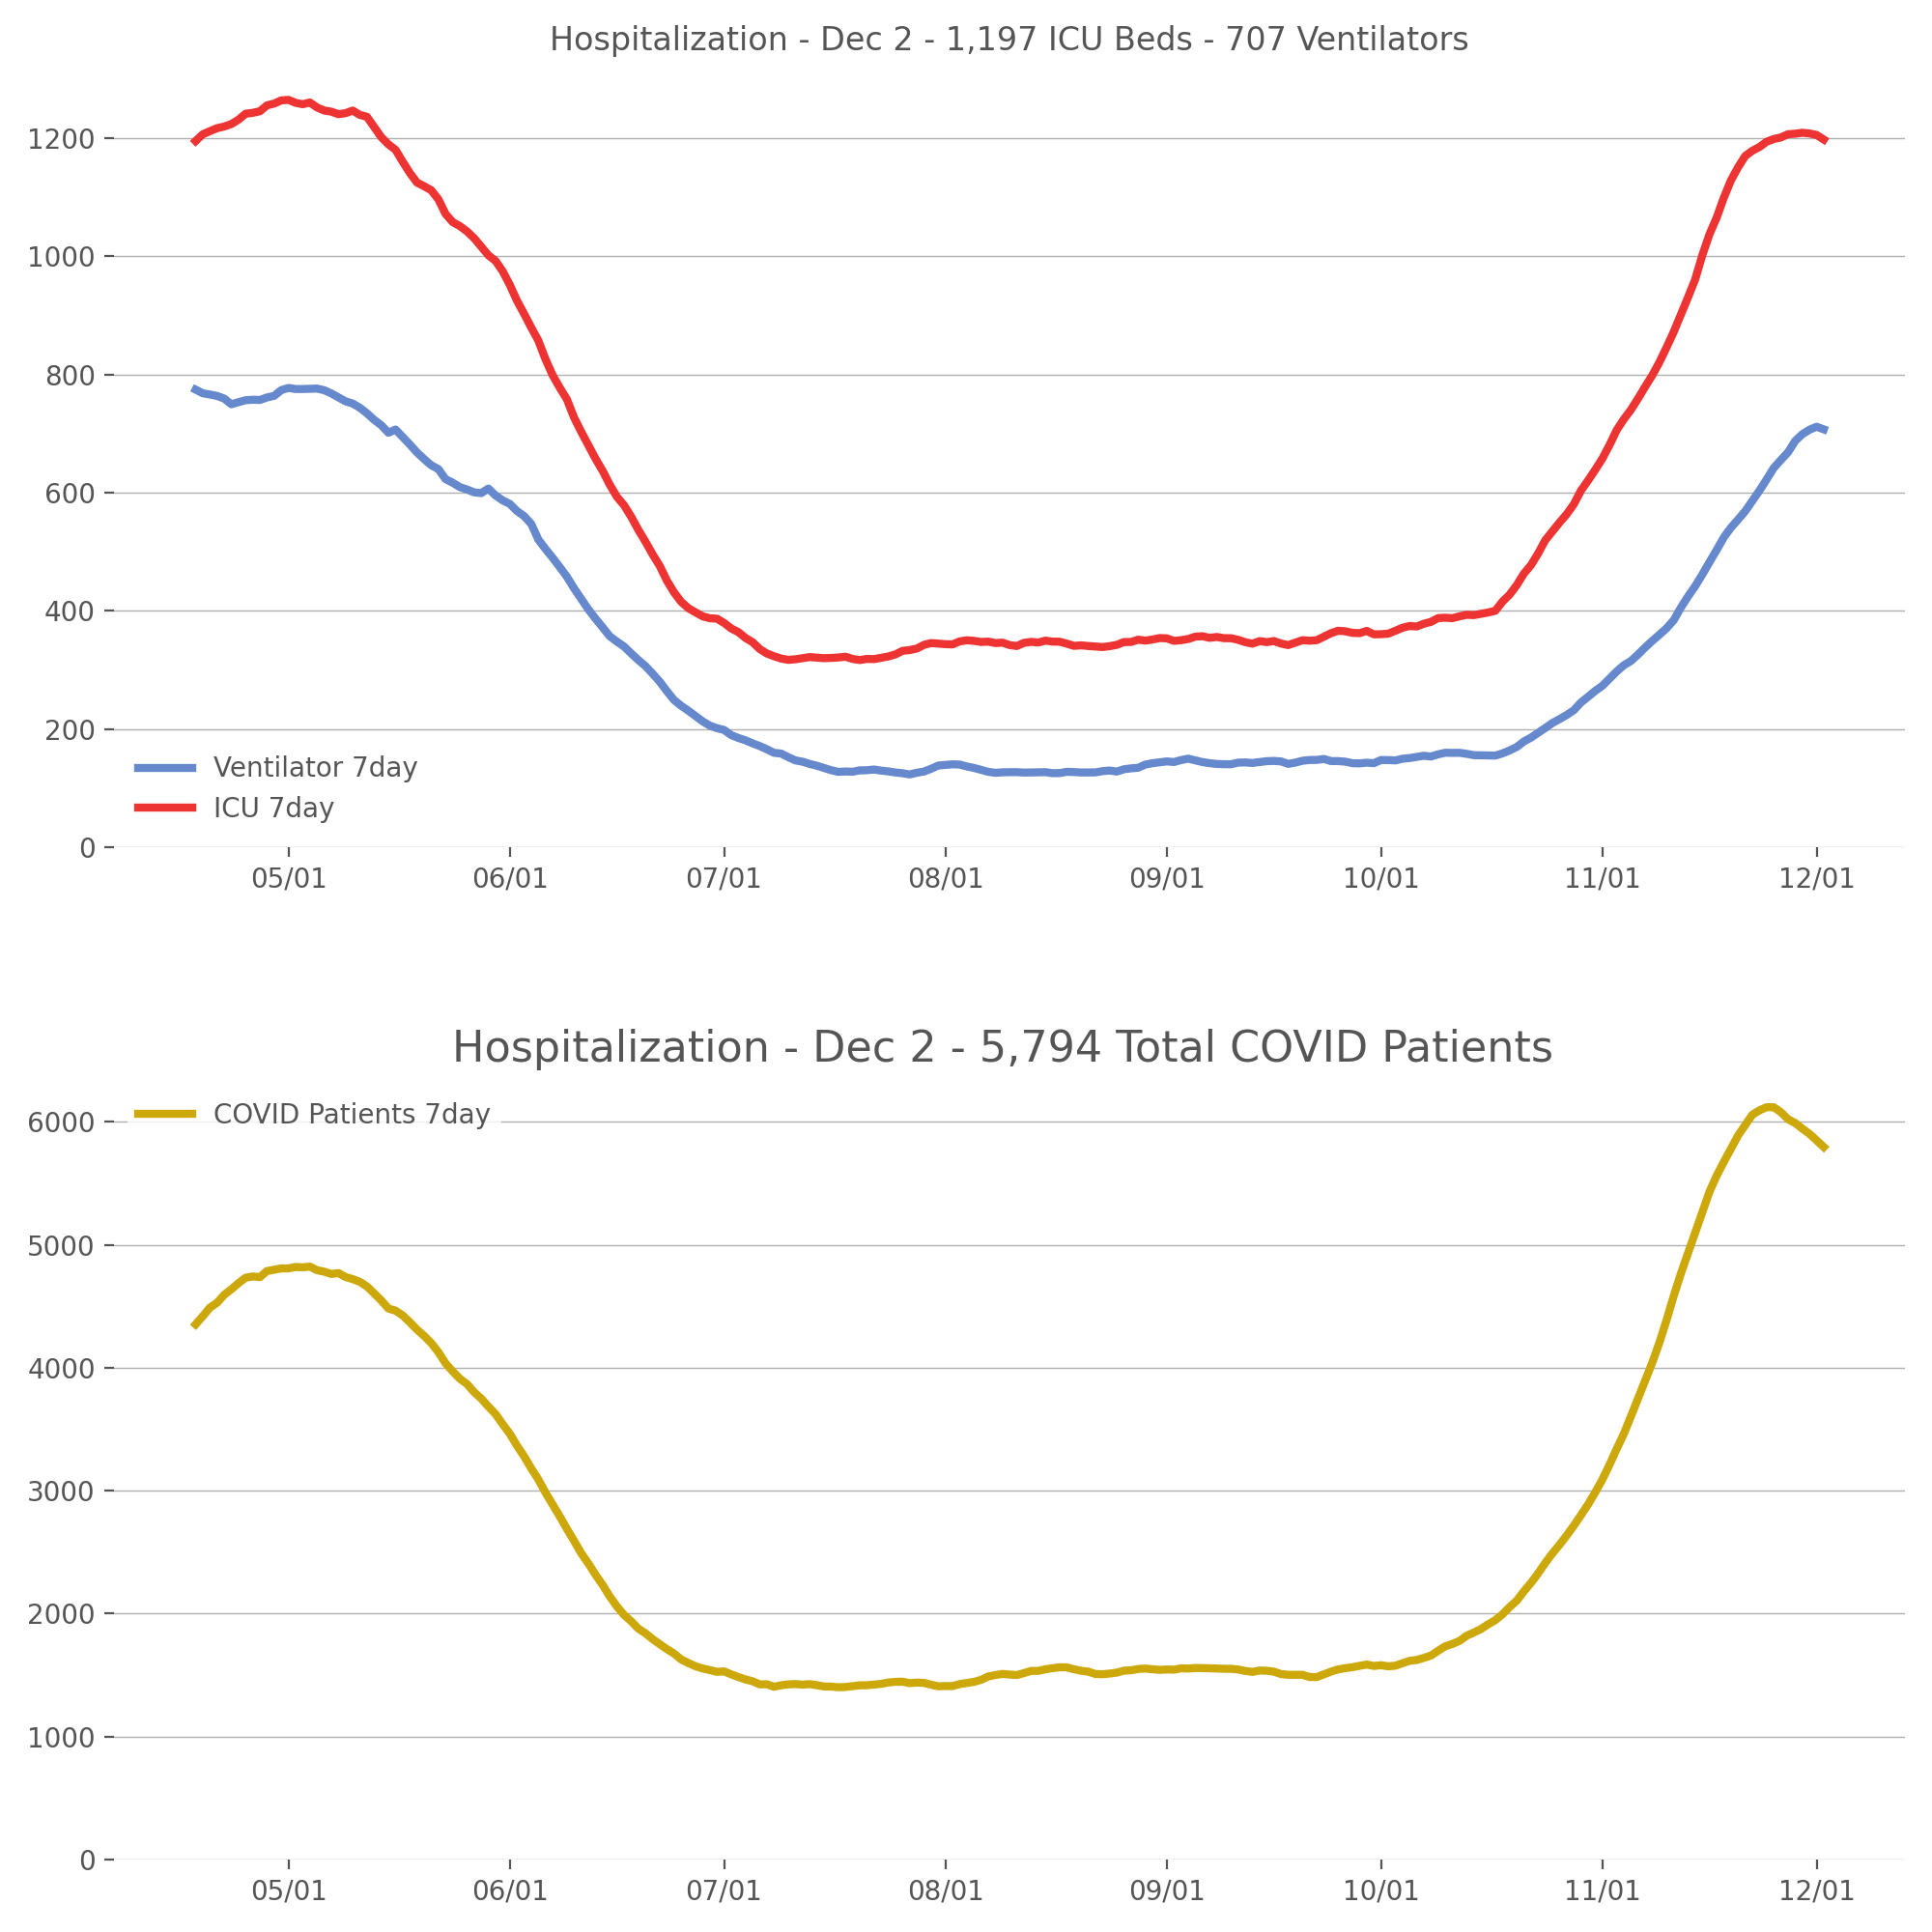 Hospitalization - Dec 2 - 1,197 ICU Beds - 707 Ventilators
1200
1000
800
600
400
200
0
Ventilator 7day
ICU 7day
05/01 06/01 07/01 08/01 09/01 10/01 11/01 12/01
Hospitalization - Dec 2 - 5,794 Total COVID Patients
COVID Patients 7day
6000
5000
4000
3000
2000
1000
0
05/01 06/01 07/01 08/01 09/01 10/01 11/01 12/01